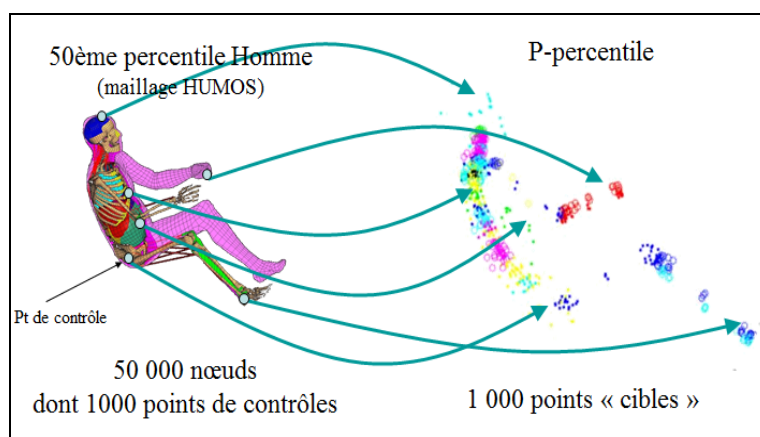 50ème percentile Homme
(maillage HUMOS)
P-percentile
Pt de contrôle
50 000 nœuds
dont 1000 points de contrôles
1 000 points « cibles »